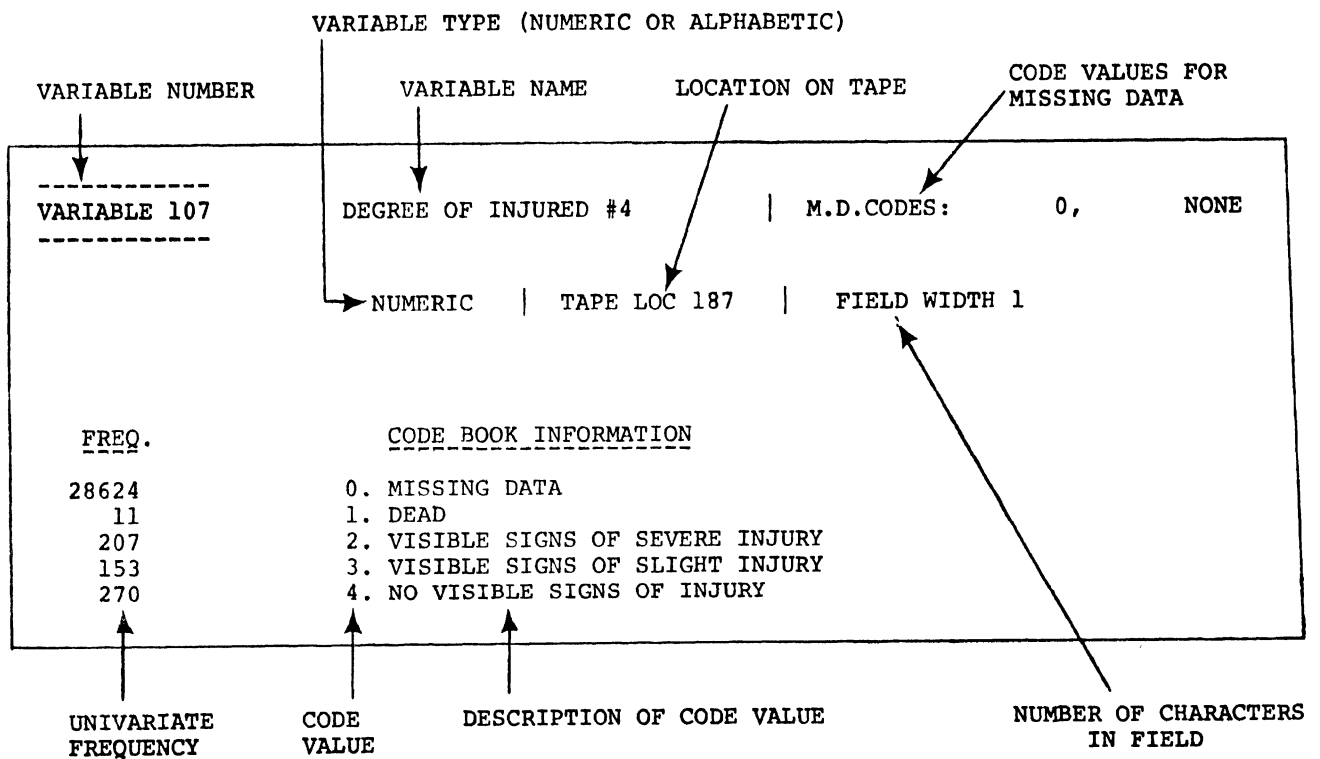 VARIABLE TYPE (NUMERIC OR ALPHABETIC)
VARIABLE NUMBER
VARIABLE NAME
LOCATION ON TAPE
CODE VALUES FOR
MISSING DATA
VARIABLE 107
DEGREE OF INJURED #4 | M.D.CODES: 0, NONE
NUMERIC | TAPE LOC 187 | FIELD WIDTH 1
FREQ. CODE BOOK INFORMATION
28624 0. MISSING DATA
11 1. DEAD
207 2. VISIBLE SIGNS OF SEVERE INJURY
153 3. VISIBLE SIGNS OF SLIGHT INJURY
270 4. NO VISIBLE SIGNS OF INJURY
UNIVARIATE
FREQUENCY
CODE
VALUE
DESCRIPTION OF CODE VALUE
NUMBER OF CHARACTERS
IN FIELD